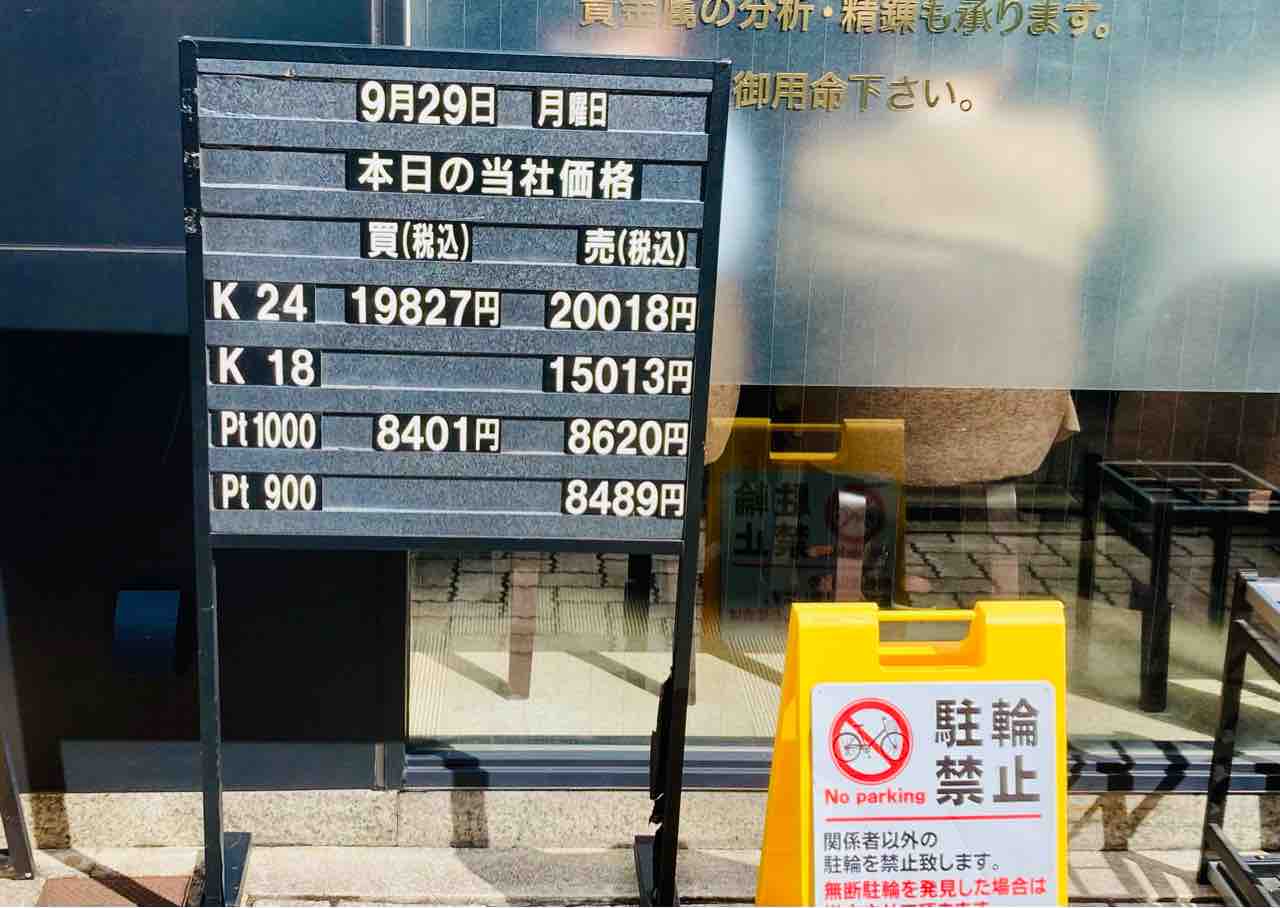 貴金属の分析・精錬も承ります。
御用命下さい。
9月29日 月曜日
本日の当社価格
買(税込) 売(税込)
K 24 19827円 20018円
K 18 15013円
Pt1000 8401円 8620円
Pt 900 8489円
駐輪
禁止
No parking
関係者以外の
駐輪を禁止致します。
無断駐輪を発見した場合は